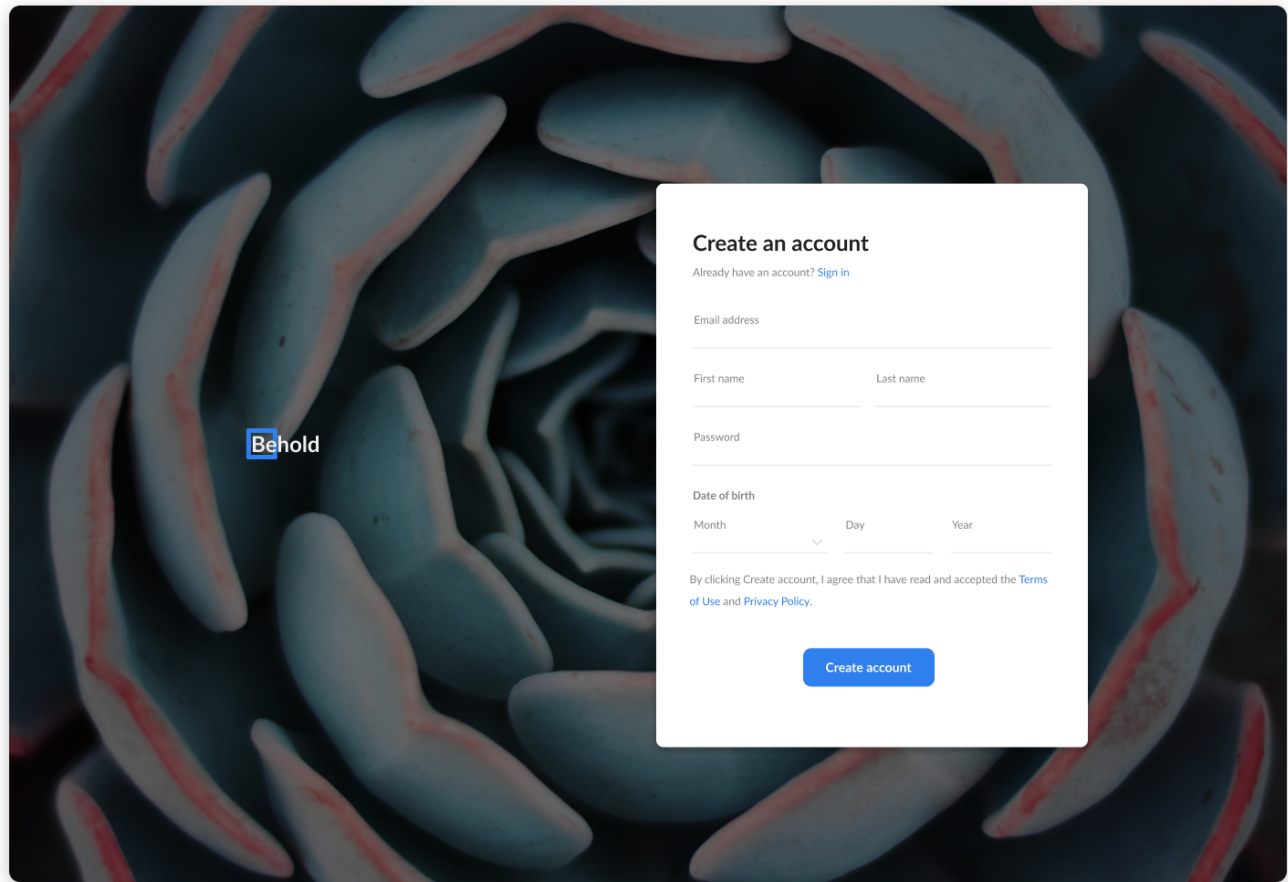 Behold
Create an account
Already have an account? Sign in
Email address
First name Last name
Password
Date of birth
Month Day Year
By clicking Create account, I agree that I have read and accepted the Terms
of Use and Privacy Policy.
Create account